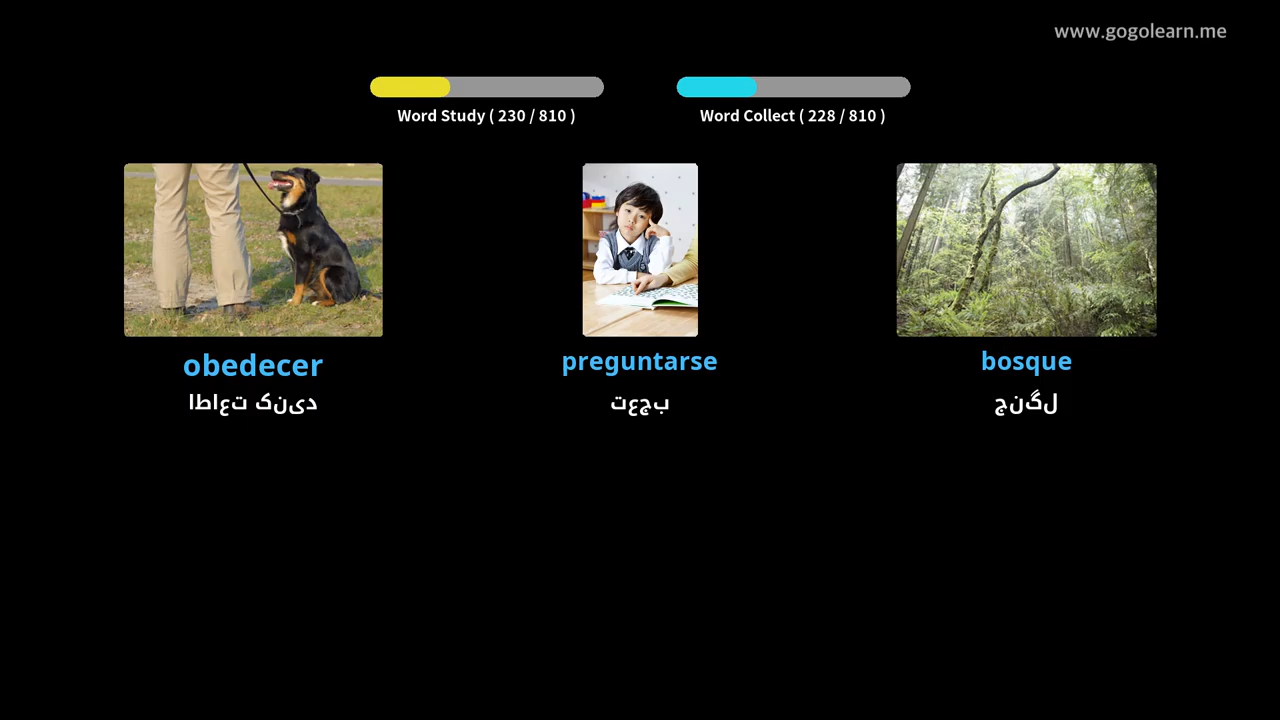 www.gogolearn.me
Word Study ( 230 / 810 )
Word Collect ( 228 / 810 )
obedecer
اطاعت کنید
preguntarse
تعجب
bosque
جنگل